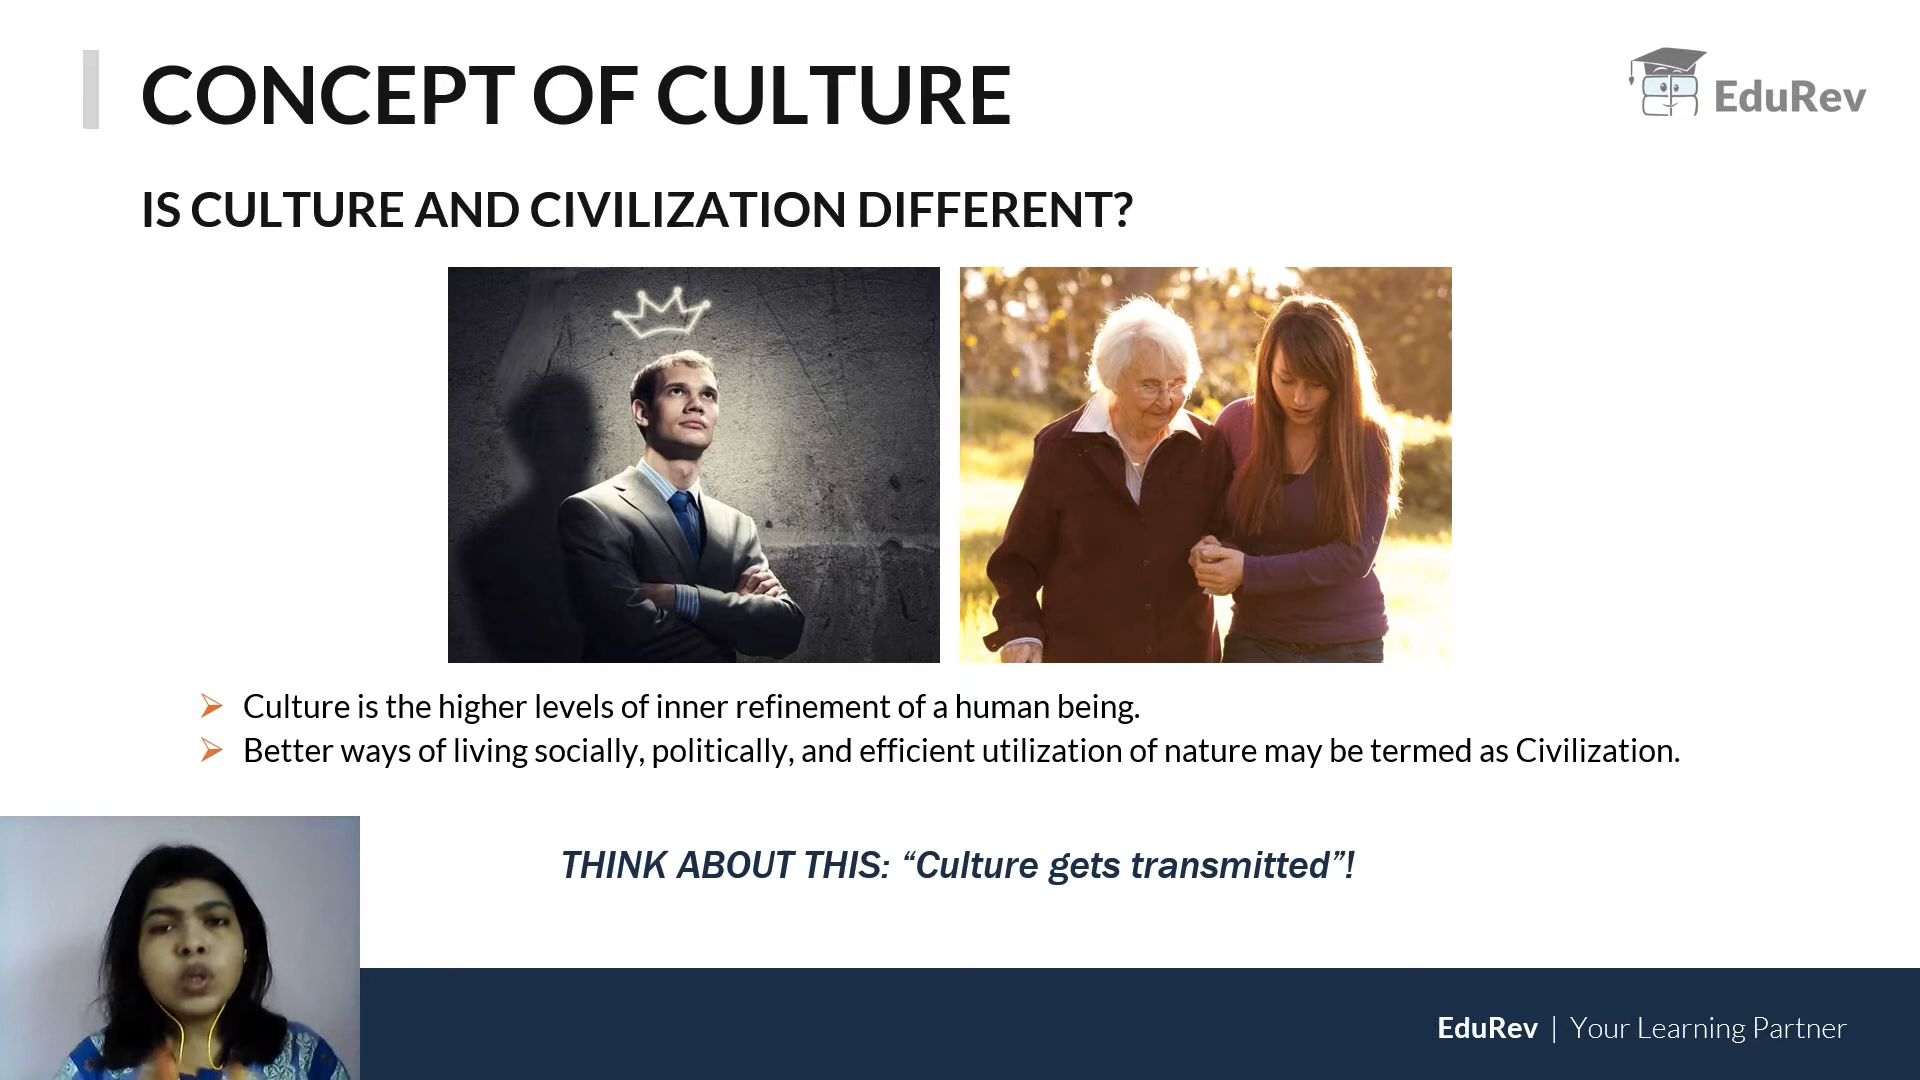 CONCEPT OF CULTURE
EduRev
IS CULTURE AND CIVILIZATION DIFFERENT?
Culture is the higher levels of inner refinement of a human being.
Better ways of living socially, politically, and efficient utilization of nature may be termed as Civilization.
THINK ABOUT THIS: “Culture gets transmitted”!
EduRev | Your Learning Partner